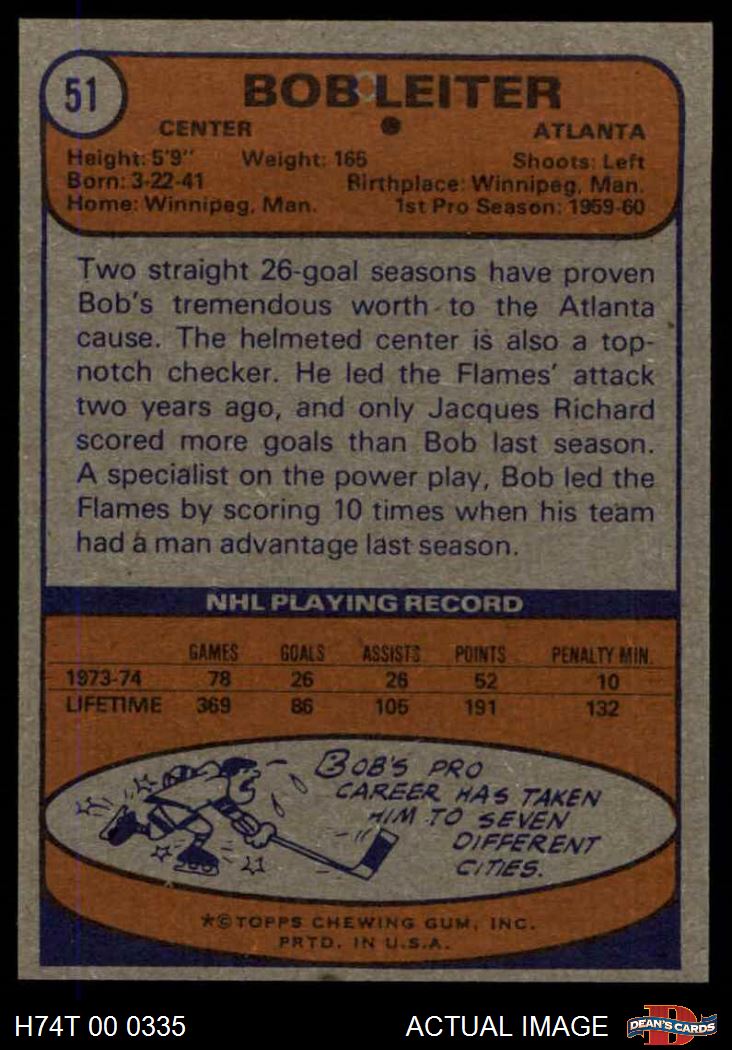 51
BOB LEITER
CENTER ATLANTA
Height: 5'9" Weight: 165 Shoots: Left
Born: 3-22-41 Birthplace: Winnipeg, Man.
Home: Winnipeg, Man. 1st Pro Season: 1959-60
Two straight 26-goal seasons have proven
Bob's tremendous worth to the Atlanta
cause. The helmeted center is also a top-
notch checker. He led the Flames' attack
two years ago, and only Jacques Richard
scored more goals than Bob last season.
A specialist on the power play, Bob led the
Flames by scoring 10 times when his team
had a man advantage last season.
NHL PLAYING RECORD
GAMES GOALS ASSISTS POINTS PENALTY MIN.
1973-74 78 26 26 52 10
LIFETIME 369 86 105 191 132
BOB'S PRO
CAREER HAS TAKEN
HIM TO SEVEN
DIFFERENT
CITIES.
*©TOPPS CHEWING GUM, INC.
PRTD. IN U.S.A.
H74T 00 0335 ACTUAL IMAGE D DEAN'S CARDS